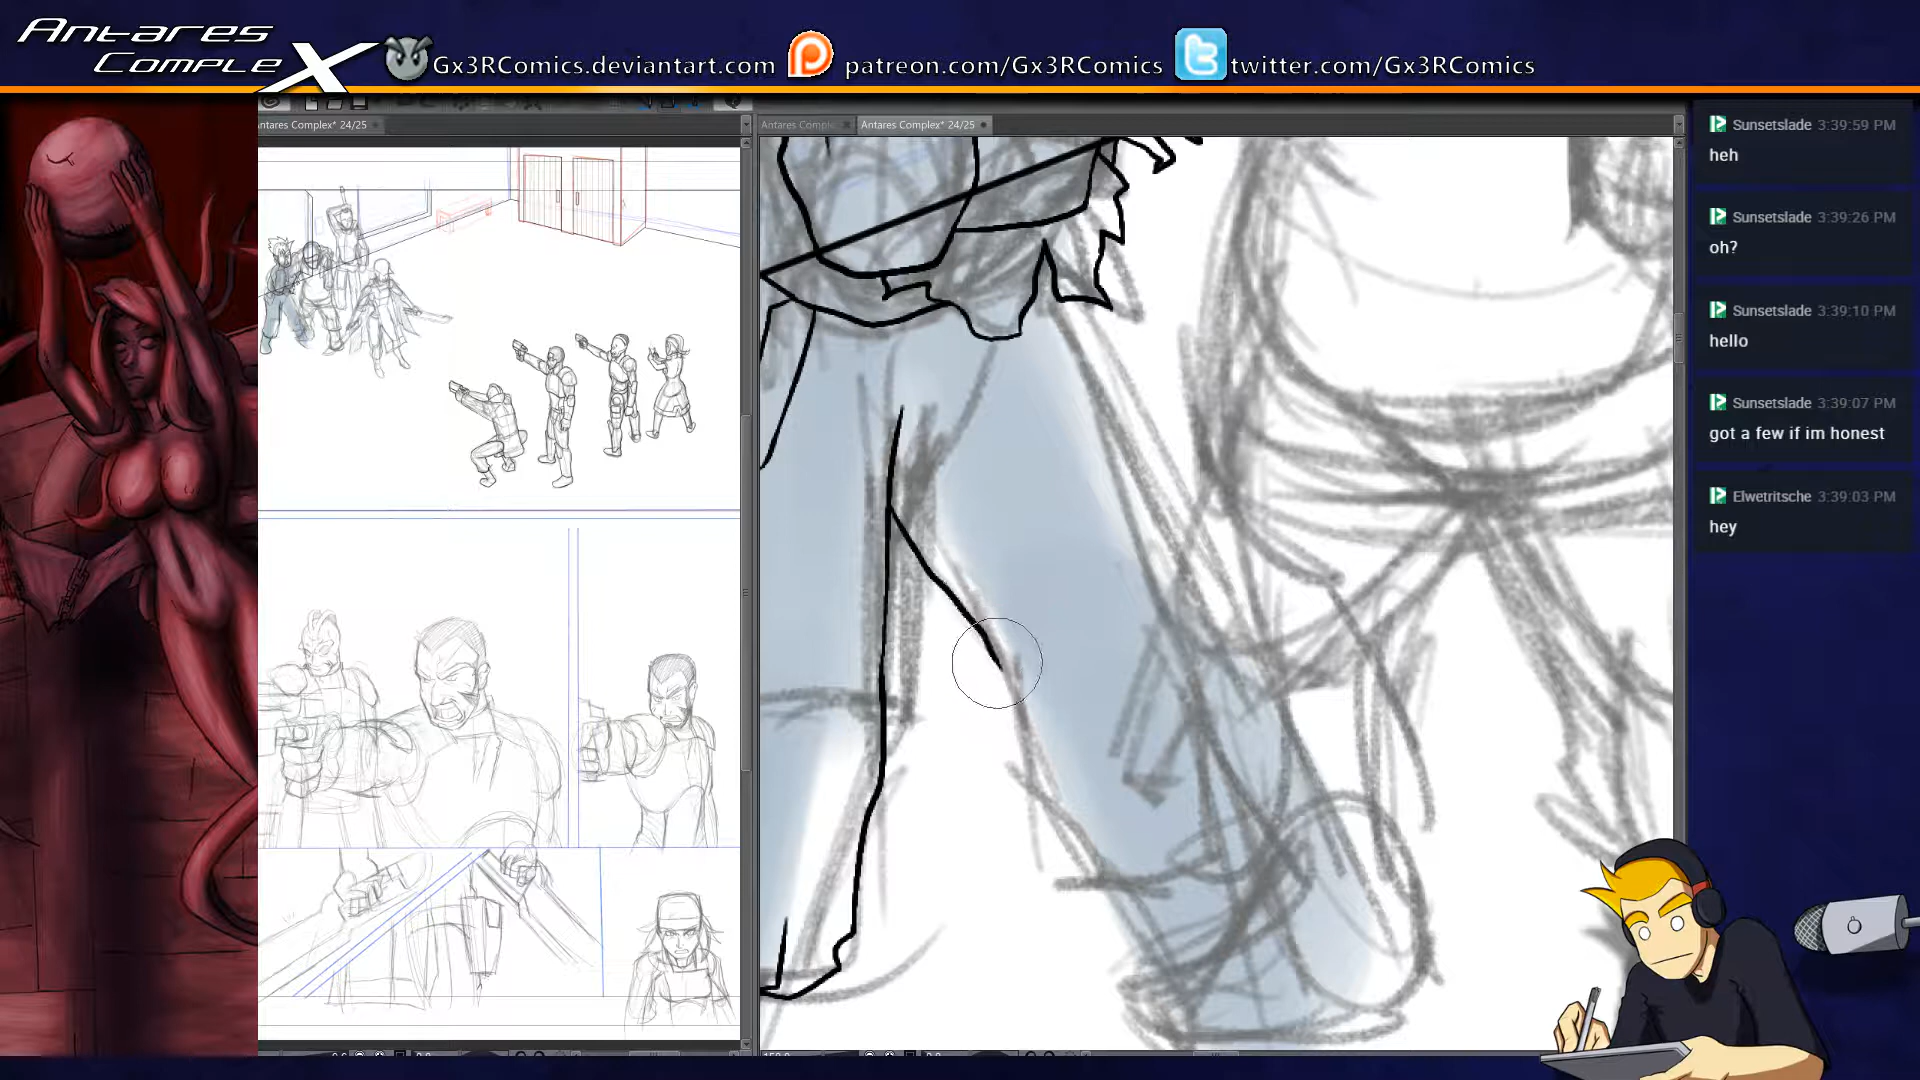 Antares
Complex
Gx3RComics.deviantart.com
patreon.com/Gx3RComics
twitter.com/Gx3RComics
ntares Complex* 24/25
Antares Compl
Antares Complex* 24/25
Sunsetslade 3:39:59 PM
heh
Sunsetslade 3:39:26 PM
oh?
Sunsetslade 3:39:10 PM
hello
Sunsetslade 3:39:07 PM
got a few if im honest
Elwetritsche 3:39:03 PM
hey